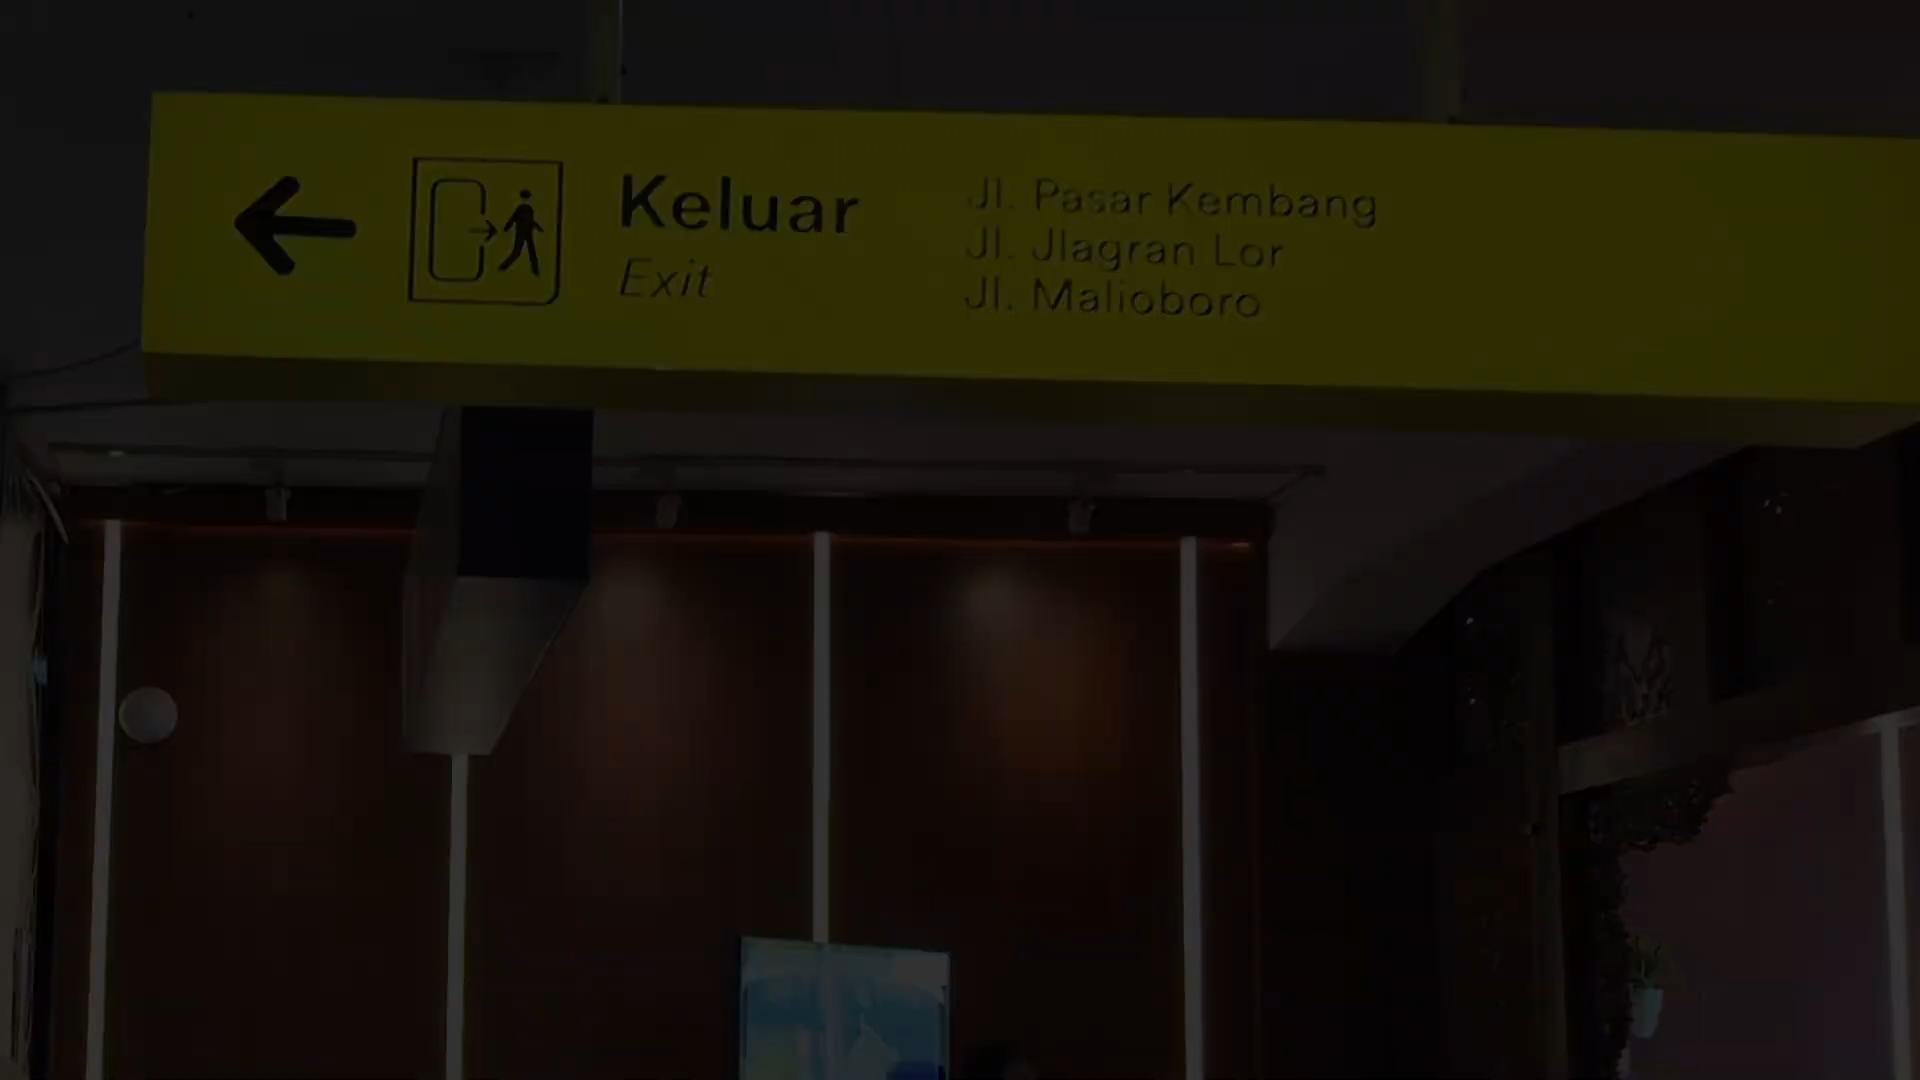 Keluar
Exit
Jl. Pasar Kembang
Jl. Jlagran Lor
Jl. Malioboro